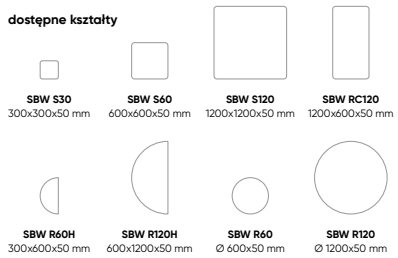 dostępne kształty
SBW S30
300x300x50 mm
SBW S60
600x600x50 mm
SBW S120
1200x1200x50 mm
SBW RC120
1200x600x50 mm
SBW R60H
300x600x50 mm
SBW R120H
600x1200x50 mm
SBW R60
Ø 600x50 mm
SBW R120
Ø 1200x50 mm